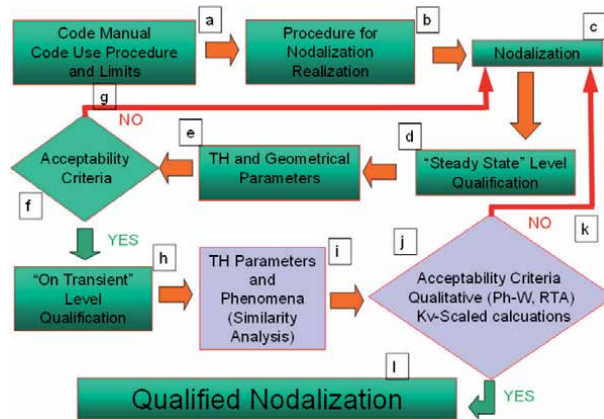 a
Code Manual
Code Use Procedure
and Limits
b
Procedure for
Nodalization
Realization
c
Nodalization
g
NO
e
d
Acceptability
Criteria
TH and Geometrical
Parameters
"Steady State" Level
Qualification
f
YES
NO
k
h
"On Transient"
Level
Qualification
i
TH Parameters
and
Phenomena
(Similarity
Analysis)
j
Acceptability Criteria
Qualitative (Ph-W, RTA)
Kv-Scaled calcuations
l
Qualified Nodalization
YES